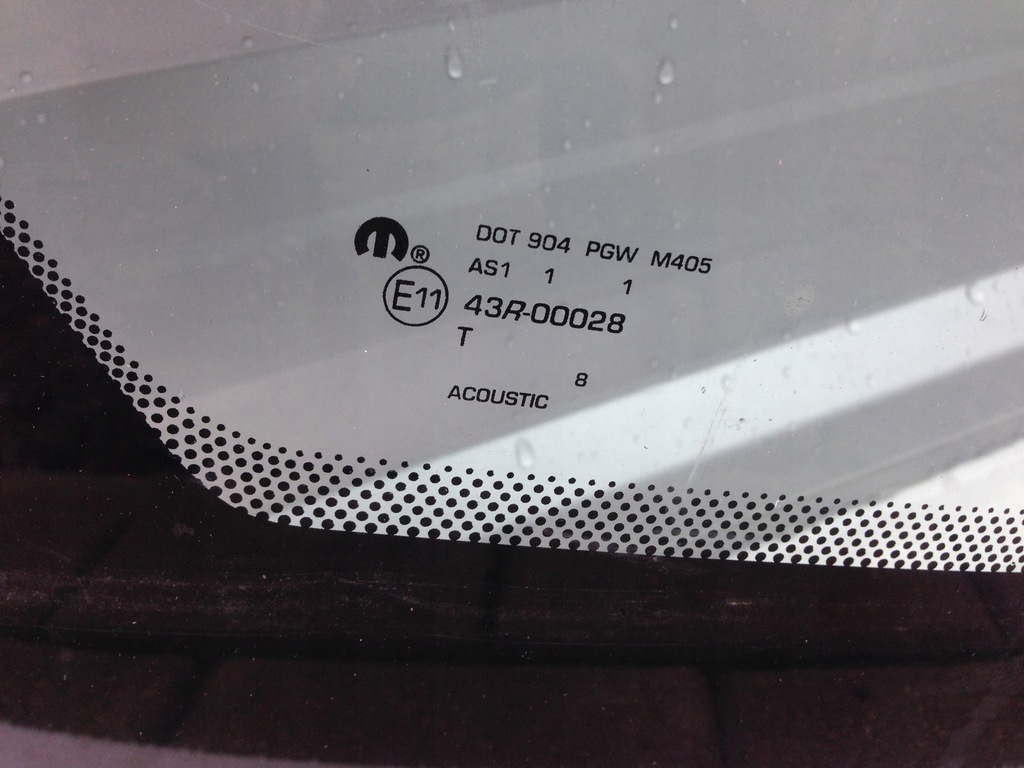 m®
DOT 904 PGW M405
AS1 1 1
E11 43R-00028
T
8
ACOUSTIC